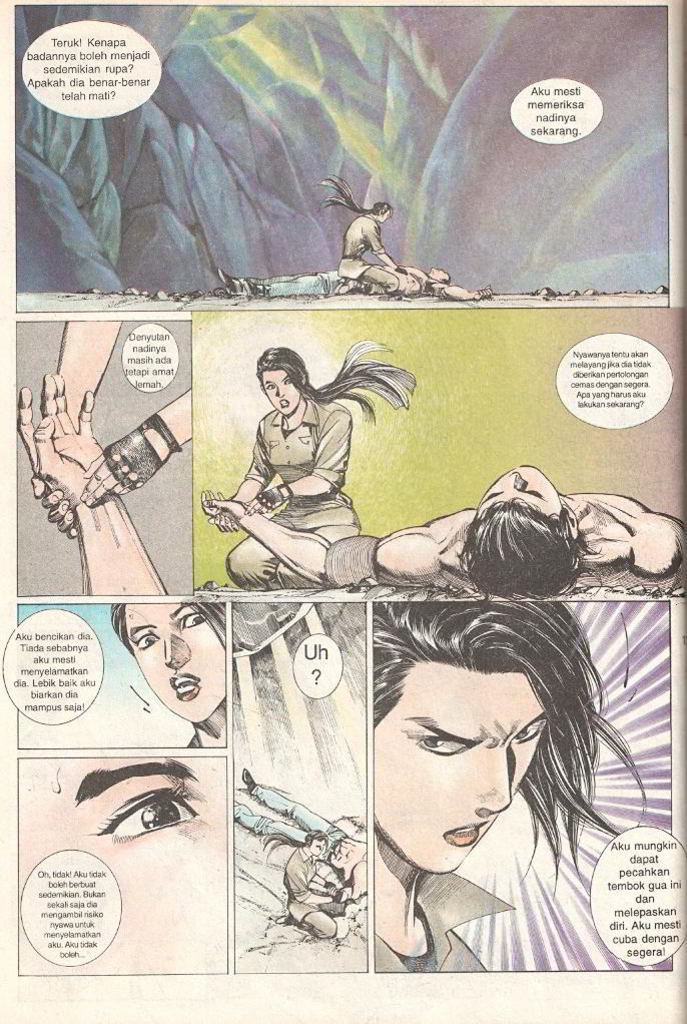 Teruk! Kenapa
badannya boleh menjadi
sedemikian rupa?
Apakah dia benar-benar
telah mati?
Aku mesti
memeriksa
nadinya
sekarang.
Denyutan
nadinya
masih ada
tetapi amat
lemah.
Nyawanya tentu akan
melayang jika dia tidak
diberikan pertolongan
cemas dengan segera.
Apa yang harus aku
lakukan sekarang?
Aku bencikan dia.
Tiada sebabnya
aku mesti
menyelamatkan
dia. Lebik baik aku
biarkan dia
mampus saja!
Oh, tidak! Aku tidak
boleh berbuat
sedemikian. Bukan
sekali saja dia
mengambil risiko
nyawa untuk
menyelamatkan
aku. Aku tidak
boleh...
Uh
?
Aku mungkin
dapat
pecahkan
tembok gua ini
dan
melepaskan
diri. Aku mesti
cuba dengan
segera!